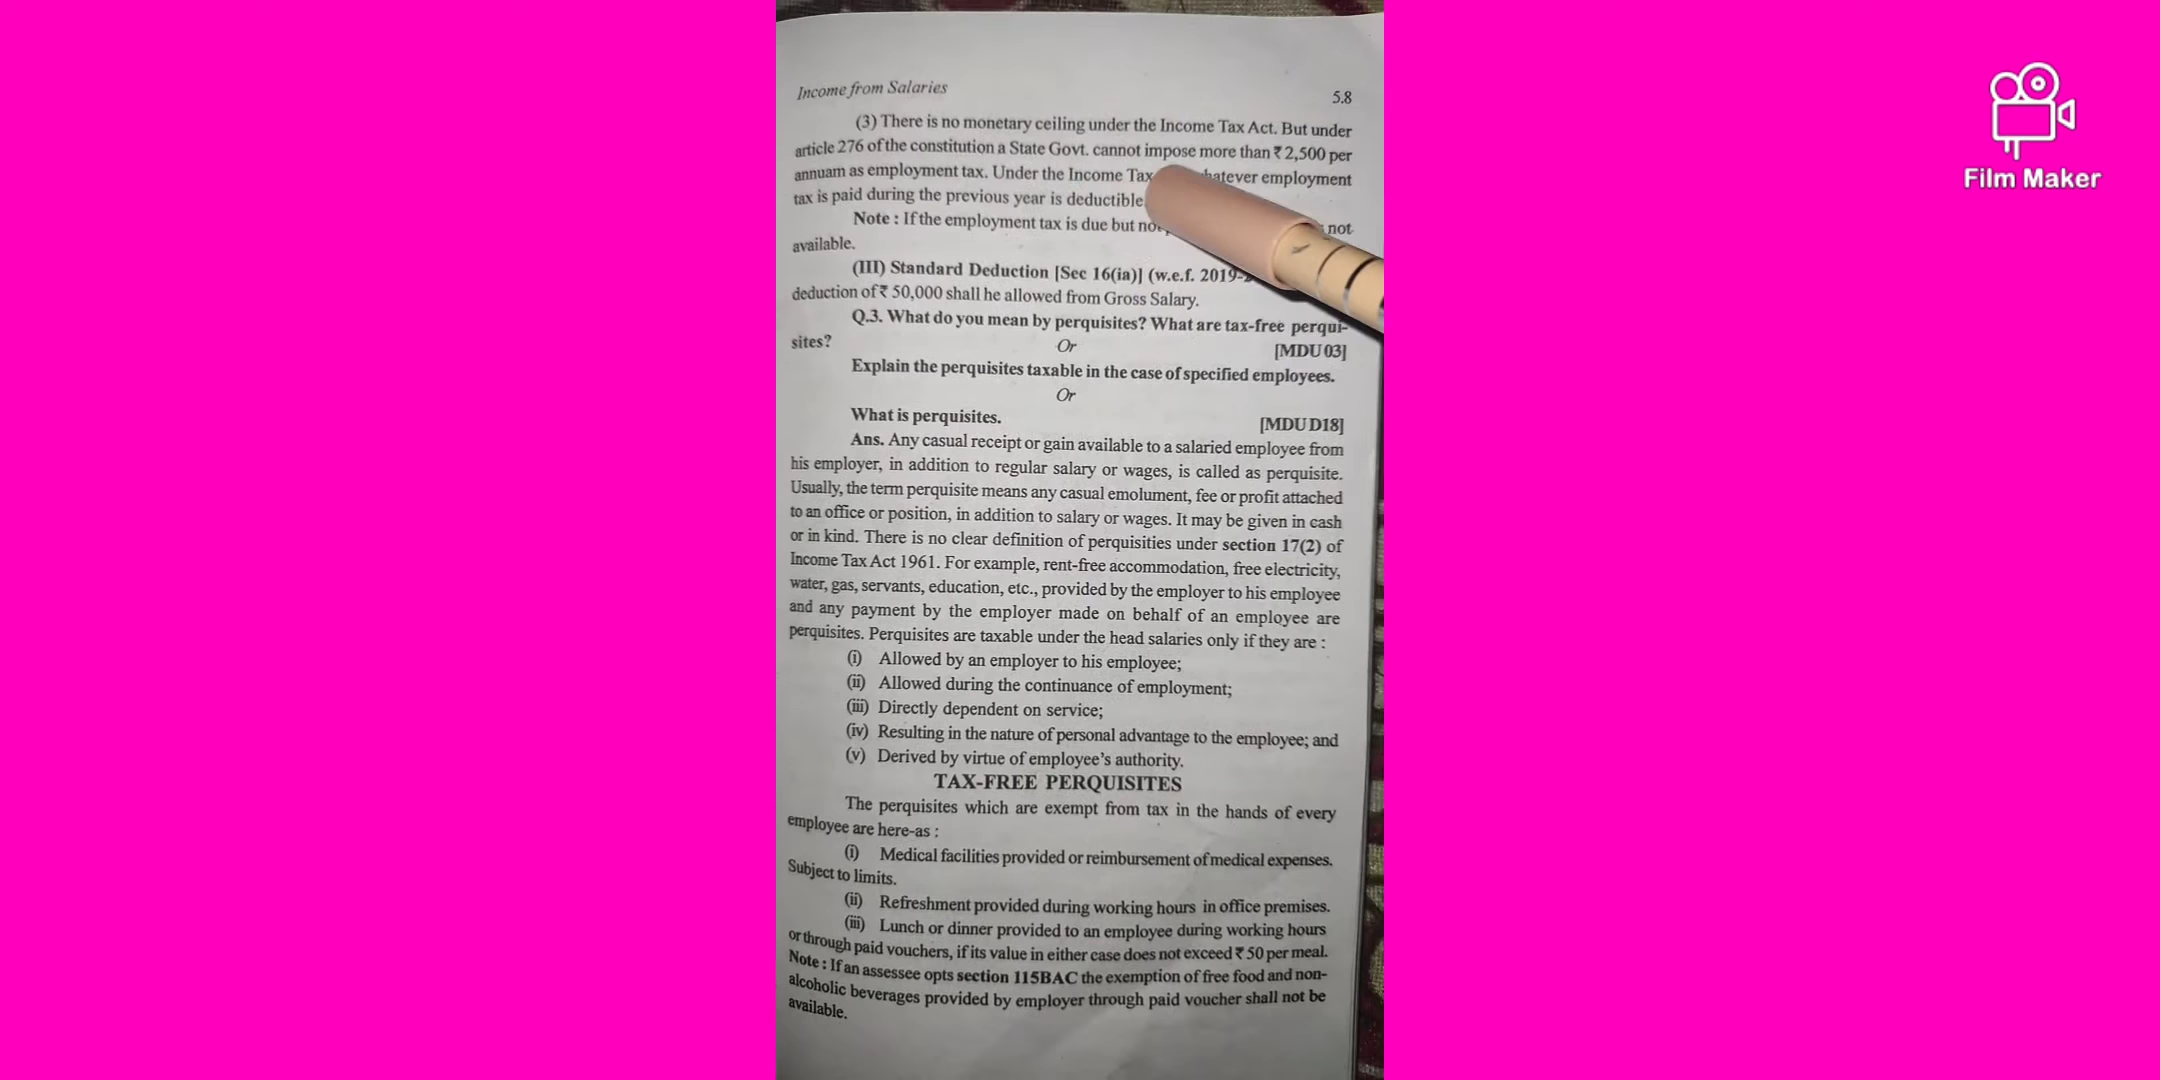 Income from Salaries
5.8
(3) There is no monetary ceiling under the Income Tax Act. But under
article 276 of the constitution a State Govt. cannot impose more than ₹ 2,500 per
annuam as employment tax. Under the Income Tax employment
tax is paid during the previous year is deductible
Note : If the employment tax is due but not
available.
(III) Standard Deduction [Sec 16(ia)] (w.e.f. 2019-
deduction of ₹ 50,000 shall he allowed from Gross Salary.
Q.3. What do you mean by perquisites? What are tax-free perqui-
sites?
Or
[MDU 03]
Explain the perquisites taxable in the case of specified employees.
Or
What is perquisites.
[MDU D18]
Ans. Any casual receipt or gain available to a salaried employee from
his employer, in addition to regular salary or wages, is called as perquisite.
Usually, the term perquisite means any casual emolument, fee or profit attached
to an office or position, in addition to salary or wages. It may be given in cash
or in kind. There is no clear definition of perquisities under section 17(2) of
Income Tax Act 1961. For example, rent-free accommodation, free electricity,
water, gas, servants, education, etc., provided by the employer to his employee
and any payment by the employer made on behalf of an employee are
perquisites. Perquisites are taxable under the head salaries only if they are :
(i) Allowed by an employer to his employee;
(ii) Allowed during the continuance of employment;
(iii) Directly dependent on service;
(iv) Resulting in the nature of personal advantage to the employee; and
(v) Derived by virtue of employee's authority.
TAX-FREE PERQUISITES
The perquisites which are exempt from tax in the hands of every
employee are here-as :
(i) Medical facilities provided or reimbursement of medical expenses.
Subject to limits.
(ii) Refreshment provided during working hours in office premises.
(iii) Lunch or dinner provided to an employee during working hours
or through paid vouchers, if its value in either case does not exceed ₹ 50 per meal.
Note : If an assessee opts section 115BAC the exemption of free food and non-
alcoholic beverages provided by employer through paid voucher shall not be
available.
Film Maker